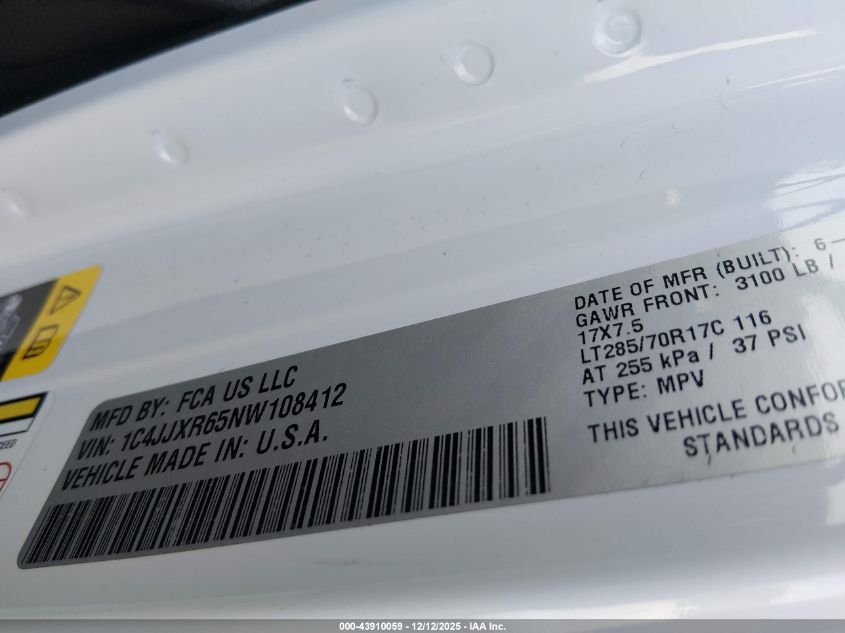 MFD BY: FCA US LLC
VIN: 1C4JJXR65NW108412
VEHICLE MADE IN: U.S.A.
DATE OF MFR (BUILT): 6-
GAWR FRONT: 3100 LB /
17X7.5
LT285/70R17C 116
AT 255 kPa / 37 PSI
TYPE: MPV
THIS VEHICLE CONFOR
STANDARDS
CEED
000-43910059 - 12/12/2025 - IAA Inc.